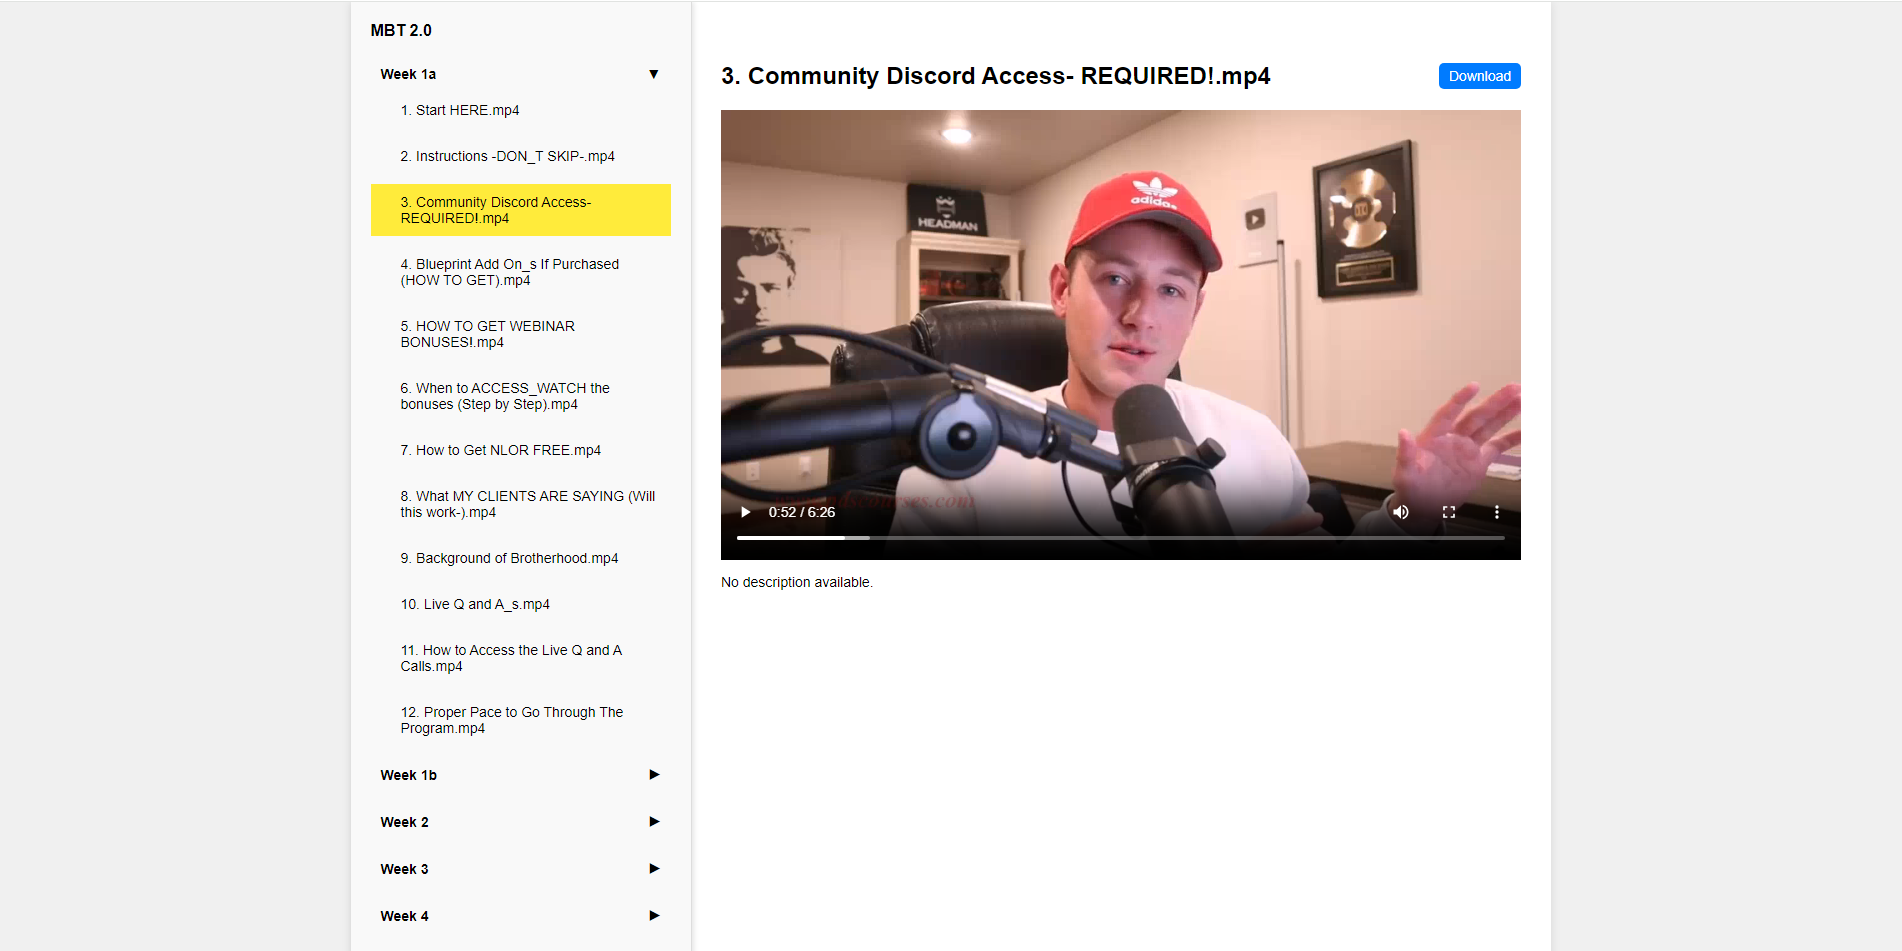 MBT 2.0
Week 1a
1. Start HERE.mp4
2. Instructions -DON_T SKIP-.mp4
3. Community Discord Access-
REQUIRED!.mp4
4. Blueprint Add On_s If Purchased
(HOW TO GET).mp4
5. HOW TO GET WEBINAR
BONUSES!.mp4
6. When to ACCESS_WATCH the
bonuses (Step by Step).mp4
7. How to Get NLOR FREE.mp4
8. What MY CLIENTS ARE SAYING (Will
this work-).mp4
9. Background of Brotherhood.mp4
10. Live Q and A_s.mp4
11. How to Access the Live Q and A
Calls.mp4
12. Proper Pace to Go Through The
Program.mp4
Week 1b
Week 2
Week 3
Week 4
3. Community Discord Access- REQUIRED!.mp4
Download
HEADMAN
adidas
0:52 / 6:26
No description available.